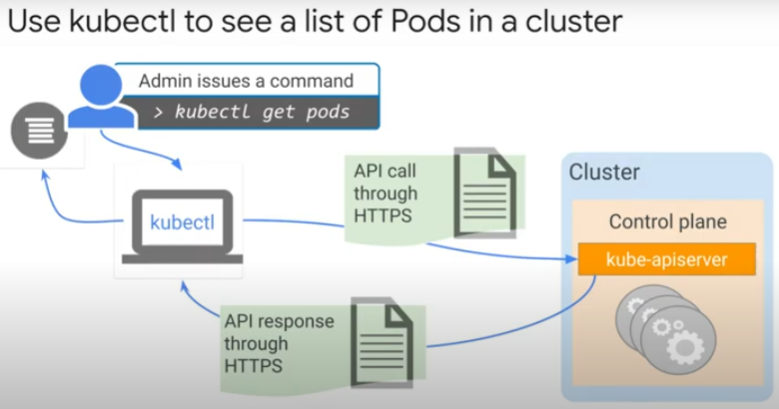 Use kubectl to see a list of Pods in a cluster
Admin issues a command
> kubectl get pods
kubectl
API call
through
HTTPS
Cluster
Control plane
kube-apiserver
API response
through
HTTPS